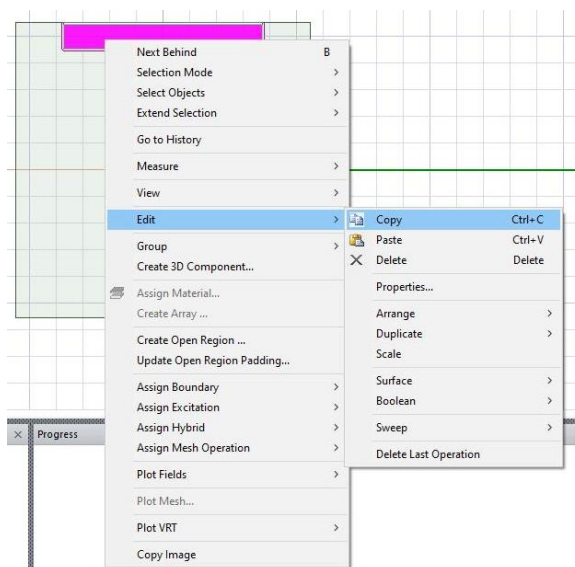 Next Behind B
Selection Mode
Select Objects
Extend Selection
Go to History
Measure
View
Edit
Group
Create 3D Component...
Assign Material...
Create Array ...
Create Open Region ...
Update Open Region Padding...
Assign Boundary
Assign Excitation
Assign Hybrid
Assign Mesh Operation
Plot Fields
Plot Mesh...
Plot VRT
Copy Image
Copy Ctrl+C
Paste Ctrl+V
Delete Delete
Properties...
Arrange
Duplicate
Scale
Surface
Boolean
Sweep
Delete Last Operation
Progress